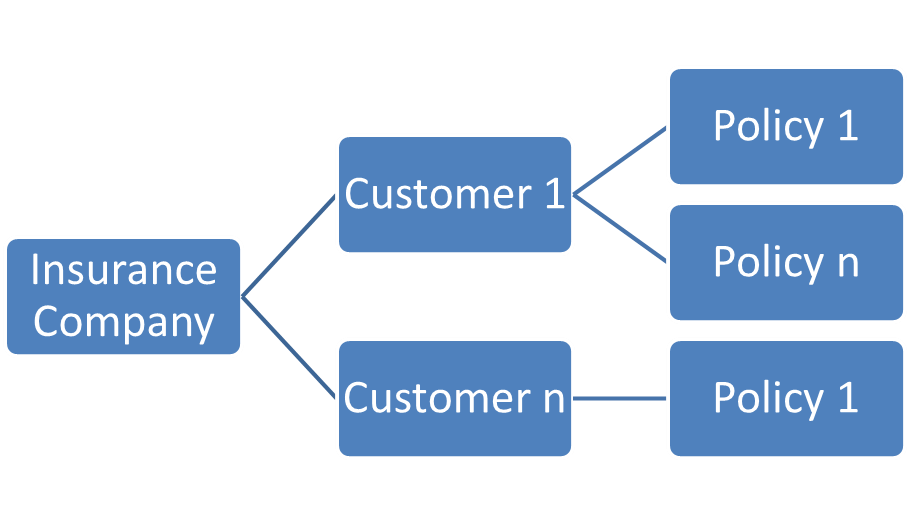 Insurance
Company
Customer 1
Policy 1
Policy n
Customer n
Policy 1